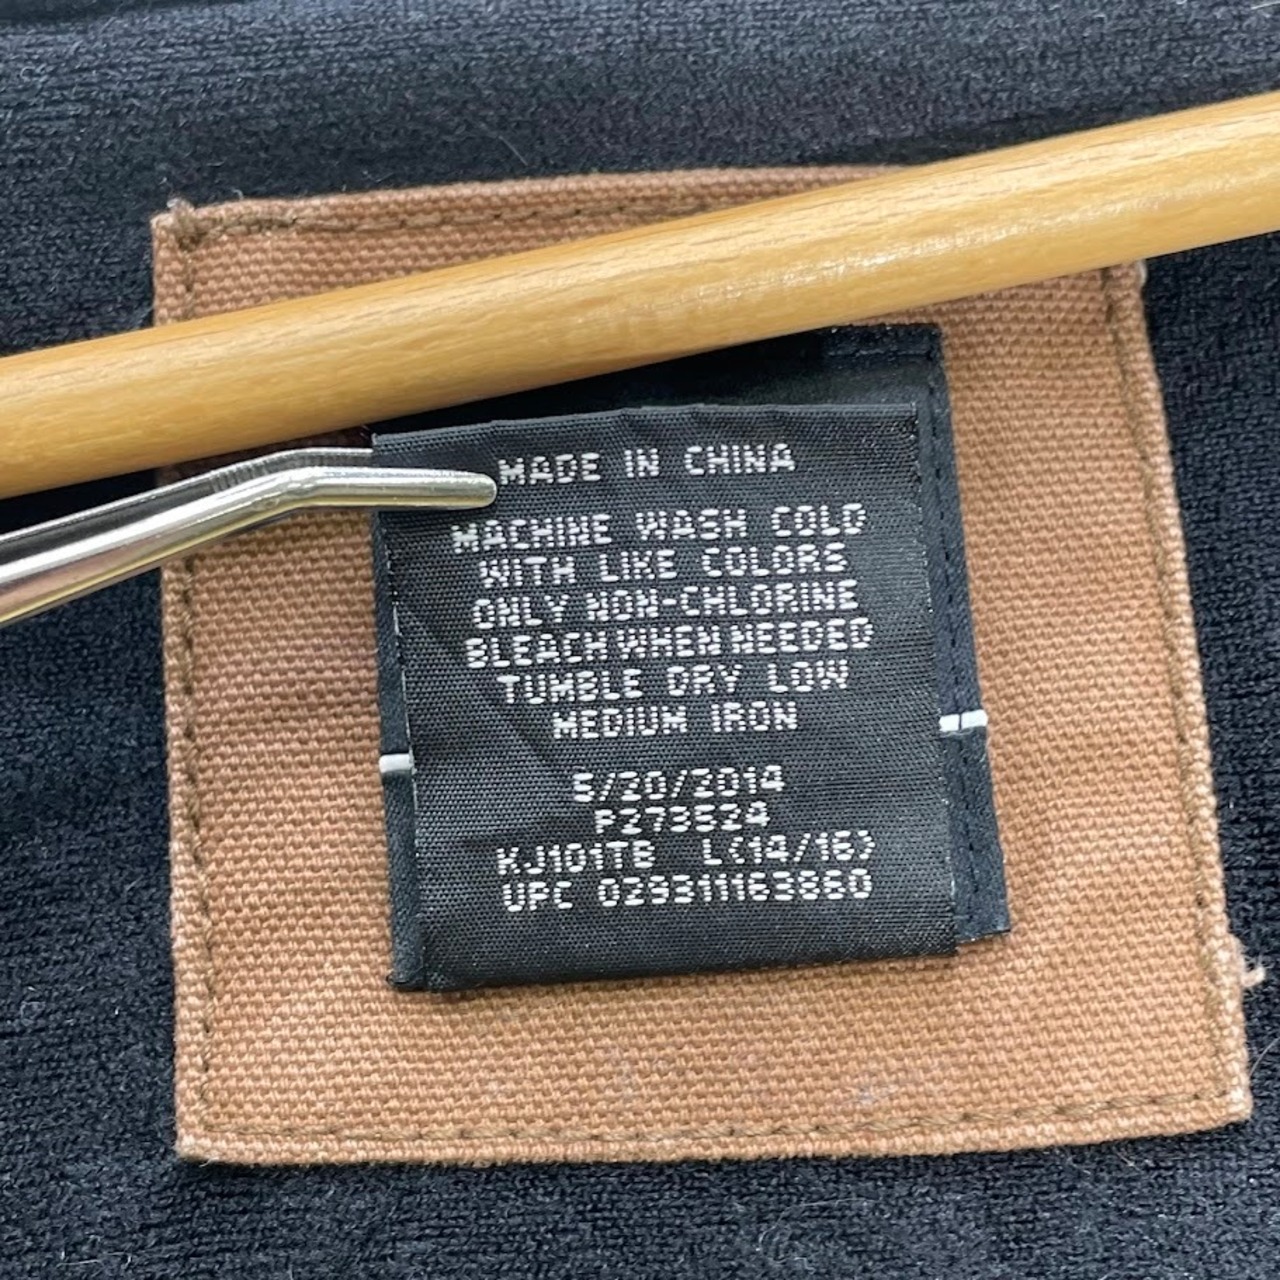 MADE IN CHINA
MACHINE WASH COLD
WITH LIKE COLORS
ONLY NON-CHLORINE
BLEACH WHEN NEEDED
TUMBLE DRY LOW
MEDIUM IRON
5/20/2014
P273524
KJ101TB L(14/16)
UPC 029311163860